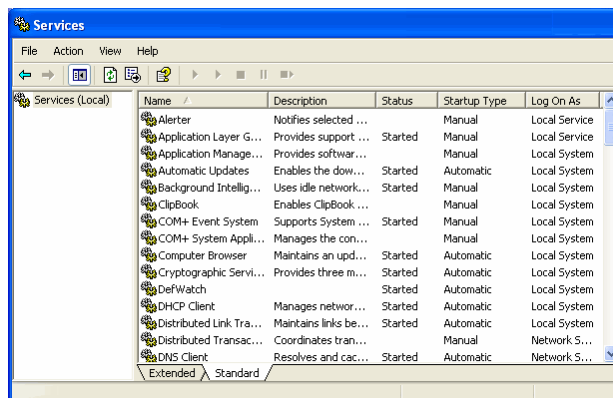 Services
File Action View Help
Services (Local)
Name Description Status Startup Type Log On As
Alerter Notifies selected ... Manual Local Service
Application Layer G... Provides support ... Started Manual Local Service
Application Manage... Provides softwar... Manual Local System
Automatic Updates Enables the dow... Started Automatic Local System
Background Intellig... Uses idle network... Started Manual Local System
ClipBook Enables ClipBook ... Manual Local System
COM+ Event System Supports System ... Started Manual Local System
COM+ System Appli... Manages the con... Manual Local System
Computer Browser Maintains an upd... Started Automatic Local System
Cryptographic Servi... Provides three m... Started Automatic Local System
DefWatch Started Automatic Local System
DHCP Client Manages networ... Started Automatic Local System
Distributed Link Tra... Maintains links be... Started Automatic Local System
Distributed Transac... Coordinates tran... Manual Network S...
DNS Client Resolves and cac... Started Automatic Network S...
Extended Standard